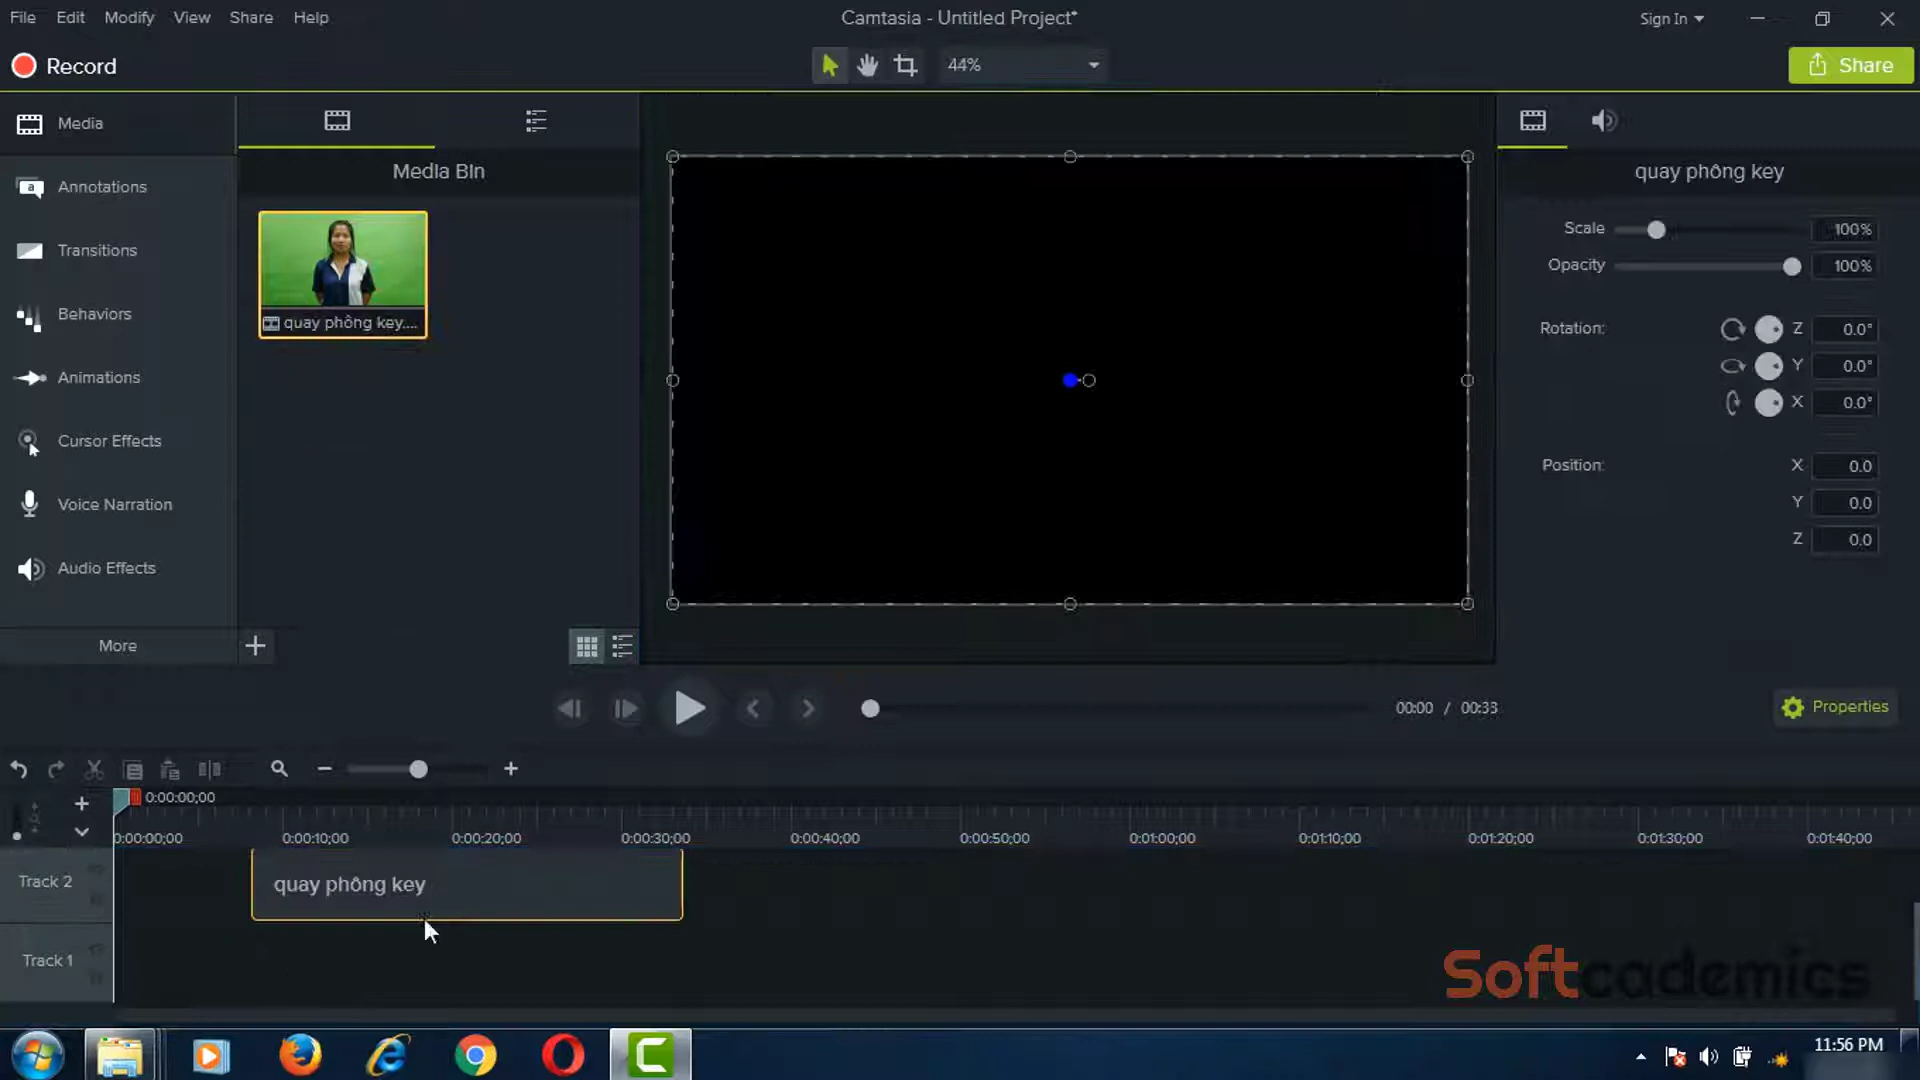 File Edit Modify View Share Help
Camtasia - Untitled Project*
Sign In
Record
44%
Share
Media
Annotations
Transitions
Behaviors
Animations
Cursor Effects
Voice Narration
Audio Effects
More
Media Bin
quay phông key....
quay phông key
Scale 100%
Opacity 100%
Rotation: Z 0.0°
Y 0.0°
X 0.0°
Position: X 0.0
Y 0.0
Z 0.0
00:00 / 00:33
Properties
0:00:00;00
0:00:00;00 0:00:10;00 0:00:20;00 0:00:30;00 0:00:40;00 0:00:50;00 0:01:00;00 0:01:10;00 0:01:20;00 0:01:30;00 0:01:40;00
Track 2
quay phông key
Track 1
Softcademics
11:56 PM